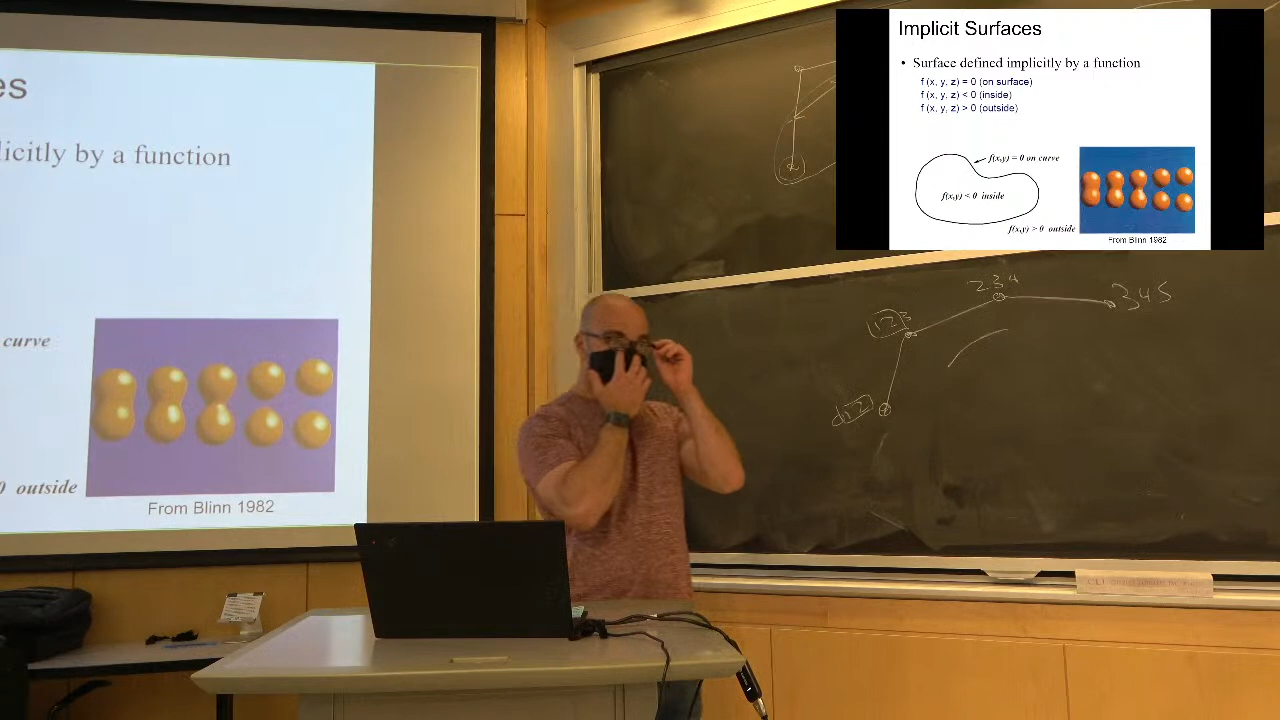 es
licitly by a function
curve
0 outside
From Blinn 1982
Implicit Surfaces
• Surface defined implicitly by a function
f (x, y, z) = 0 (on surface)
f (x, y, z) < 0 (inside)
f (x, y, z) > 0 (outside)
f(x,y) = 0 on curve
f(x,y) < 0 inside
f(x,y) > 0 outside
From Blinn 1982
2 3 4
3 4 5
1 2 3